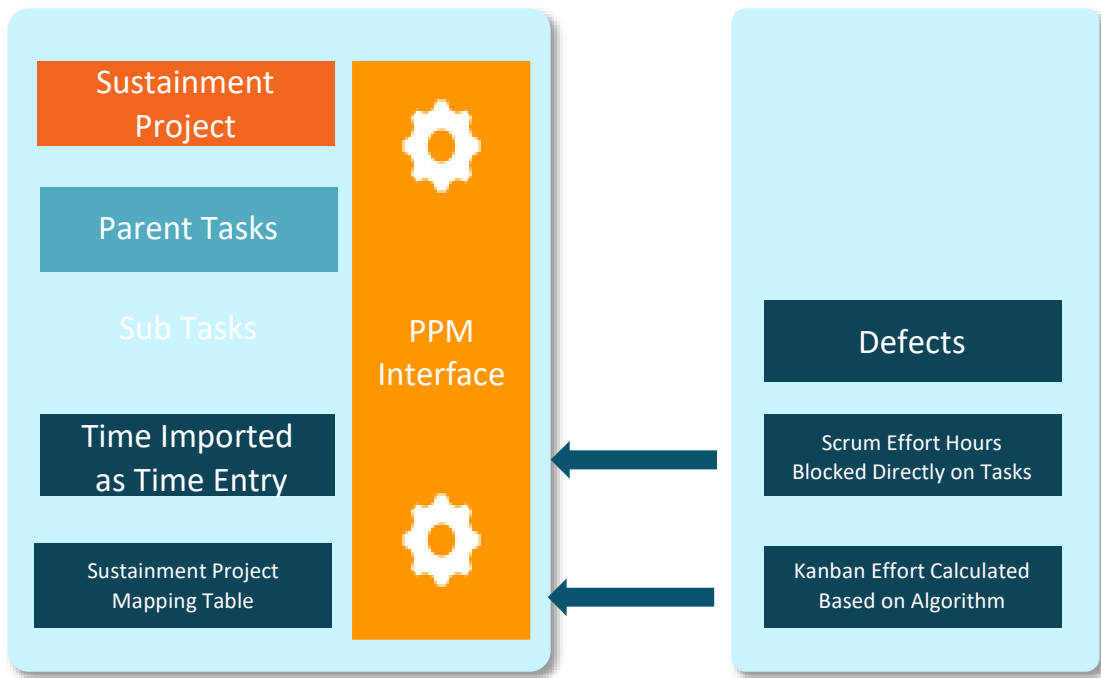 Sustainment
Project
Parent Tasks
Sub Tasks
Time Imported
as Time Entry
Sustainment Project
Mapping Table
PPM
Interface
Defects
Scrum Effort Hours
Blocked Directly on Tasks
Kanban Effort Calculated
Based on Algorithm